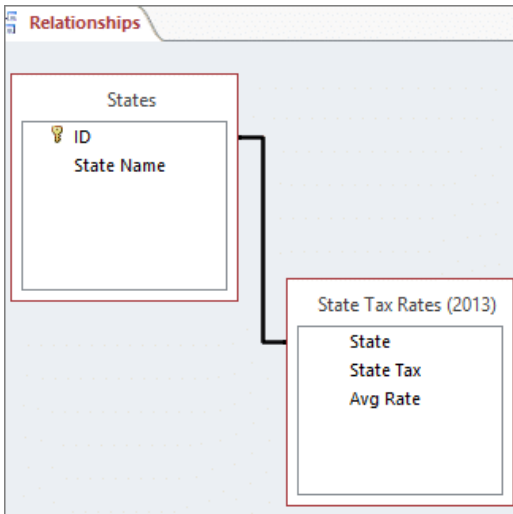 Relationships
States
ID
State Name
State Tax Rates (2013)
State
State Tax
Avg Rate